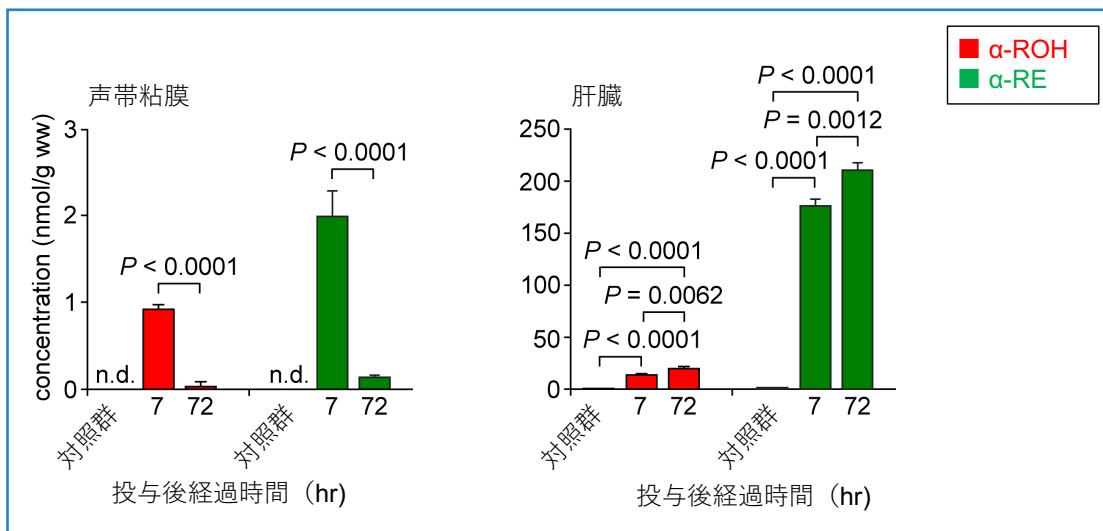 α-ROH
α-RE
声帯粘膜
concentration (nmol/g ww)
3
2
1
0
P < 0.0001
P < 0.0001
n.d.
n.d.
対照群
7
72
対照群
7
72
投与後経過時間（hr)
肝臓
250
200
150
100
50
0
P < 0.0001
P = 0.0012
P < 0.0001
P < 0.0001
P = 0.0062
P < 0.0001
対照群
7
72
対照群
7
72
投与後経過時間（hr)